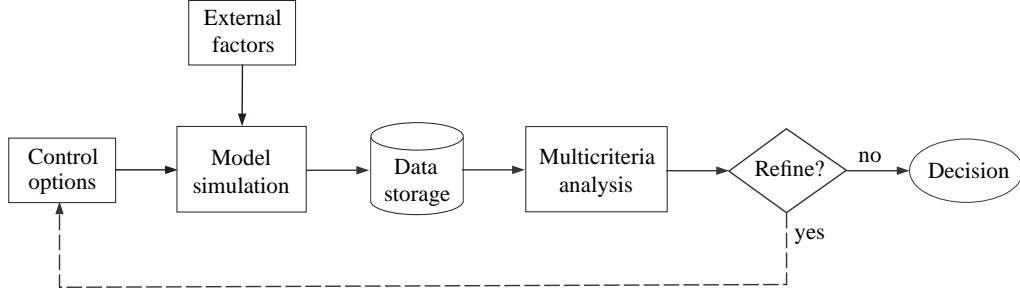 External
factors
Control
options
Model
simulation
Data
storage
Multicriteria
analysis
Refine?
no
Decision
yes